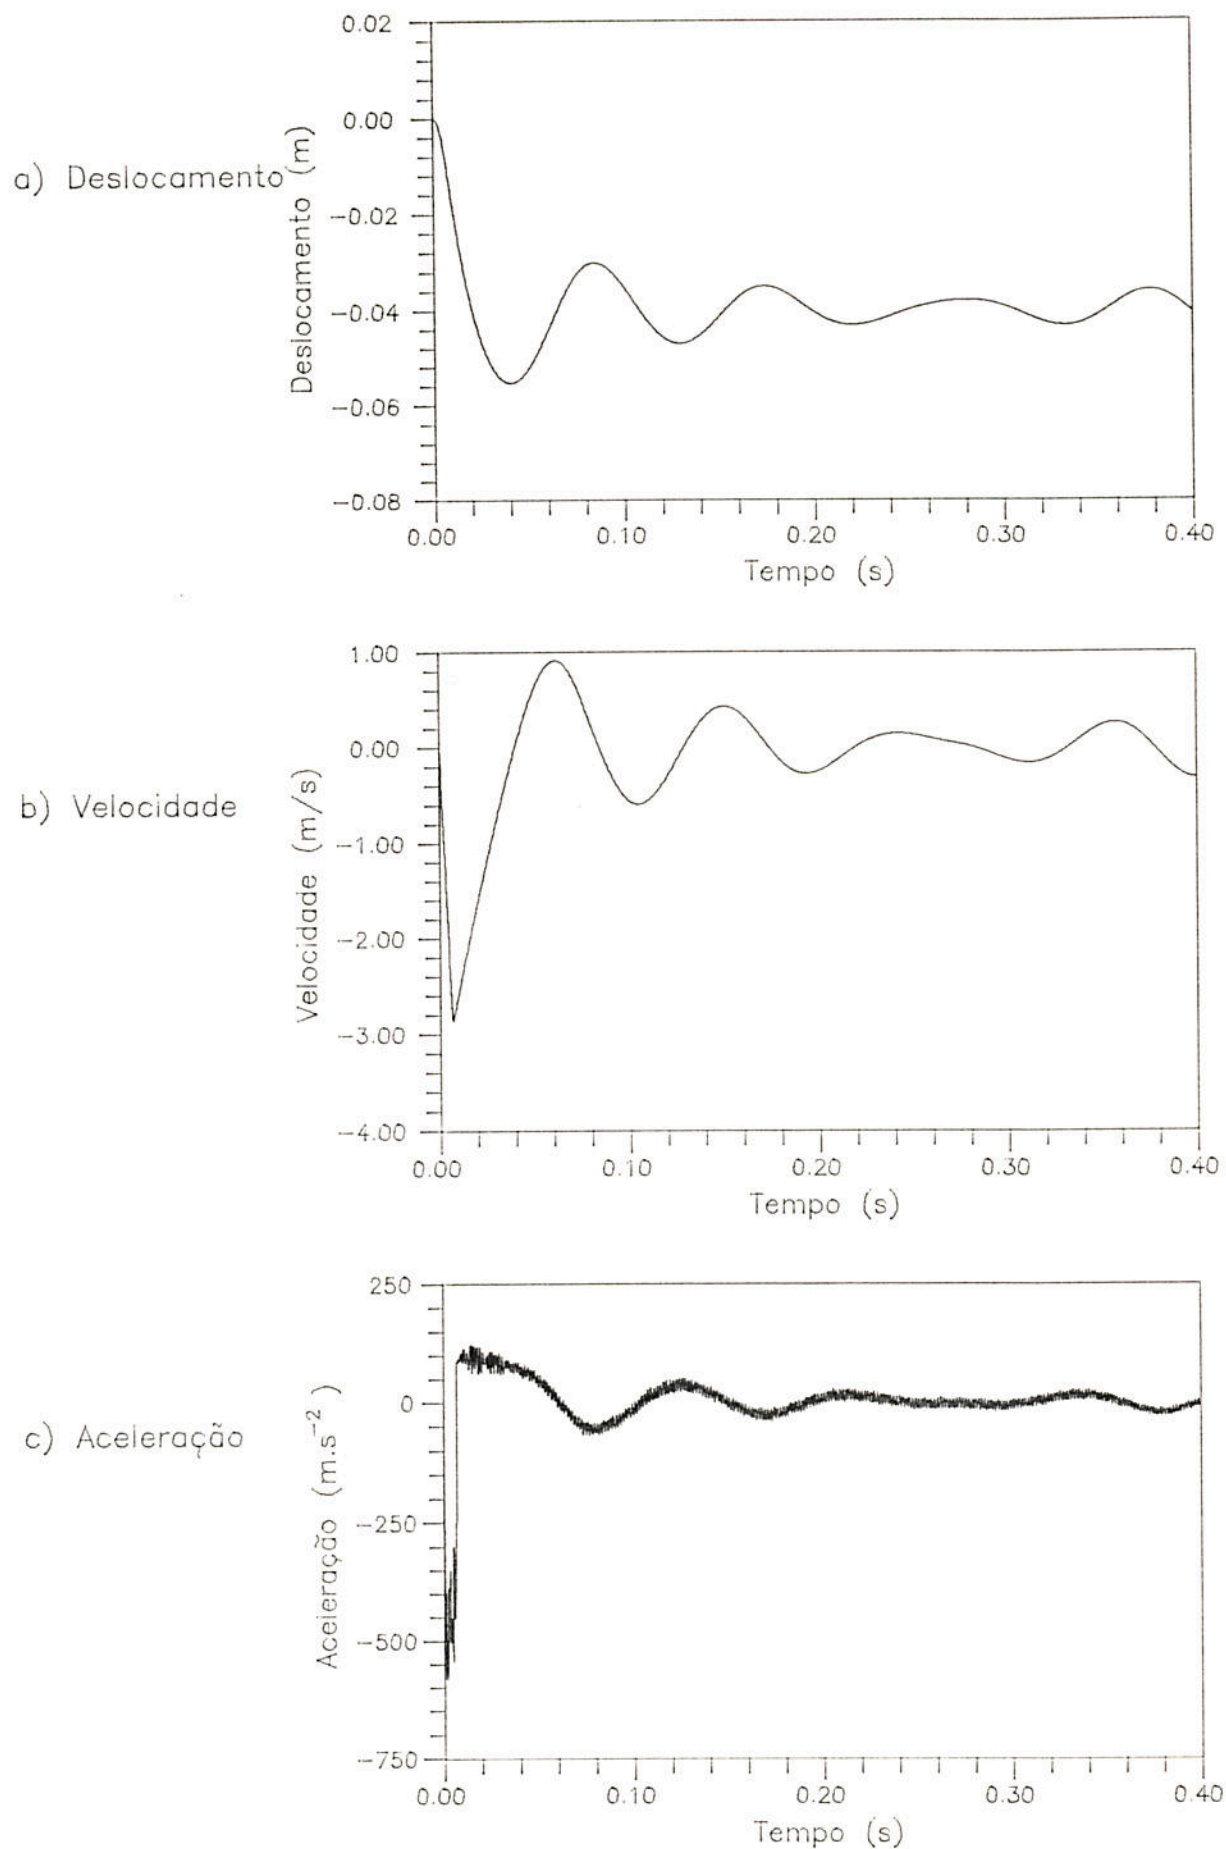 a) Deslocamento
Deslocamento (m)
0.02
0.00
−0.02
−0.04
−0.06
−0.08
0.00 0.10 0.20 0.30 0.40
Tempo (s)
b) Velocidade
Velocidade (m/s)
1.00
0.00
−1.00
−2.00
−3.00
−4.00
0.00 0.10 0.20 0.30 0.40
Tempo (s)
c) Aceleração
Aceleração (m.s⁻²)
250
0
−250
−500
−750
0.00 0.10 0.20 0.30 0.40
Tempo (s)